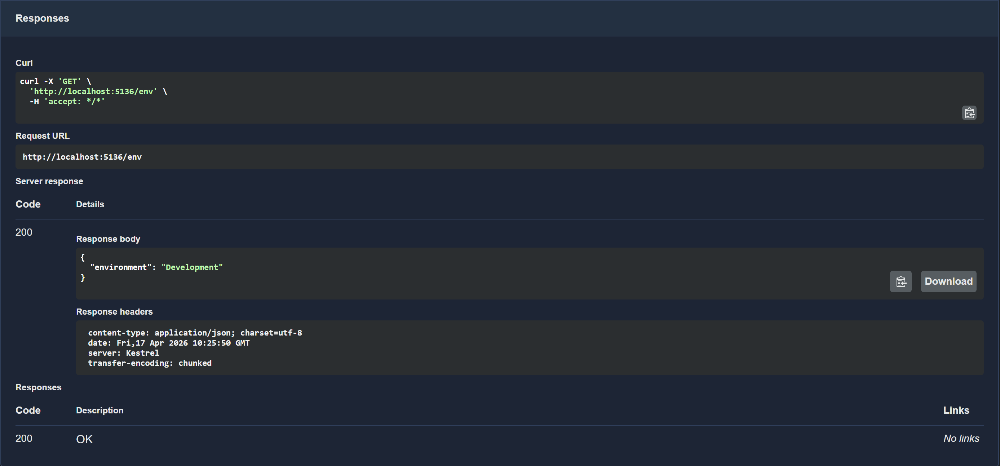 Responses
Curl
curl -X 'GET' \
  'http://localhost:5136/env' \
  -H 'accept: */*'
Request URL
http://localhost:5136/env
Server response
Code Details
200
Response body
{
  "environment": "Development"
}
Download
Response headers
content-type: application/json; charset=utf-8
date: Fri,17 Apr 2026 10:25:50 GMT
server: Kestrel
transfer-encoding: chunked
Responses
Code Description Links
200 OK No links